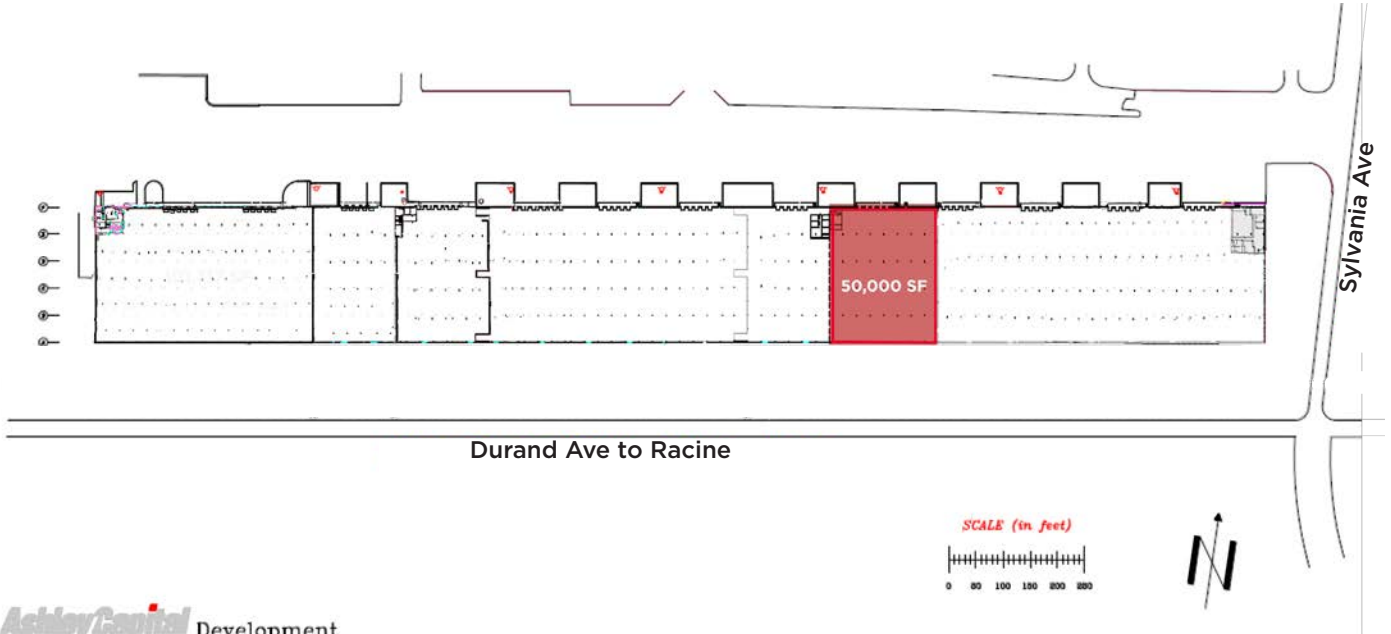 Sylvania Ave
50,000 SF
Durand Ave to Racine
SCALE (in feet)
0 50 100 150 200 250
N
AshleyCapital Development